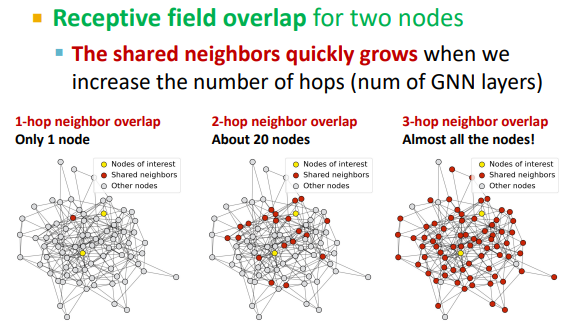 Receptive field overlap for two nodes
The shared neighbors quickly grows when we
increase the number of hops (num of GNN layers)
1-hop neighbor overlap
Only 1 node
Nodes of interest
Shared neighbors
Other nodes
2-hop neighbor overlap
About 20 nodes
Nodes of interest
Shared neighbors
Other nodes
3-hop neighbor overlap
Almost all the nodes!
Nodes of interest
Shared neighbors
Other nodes